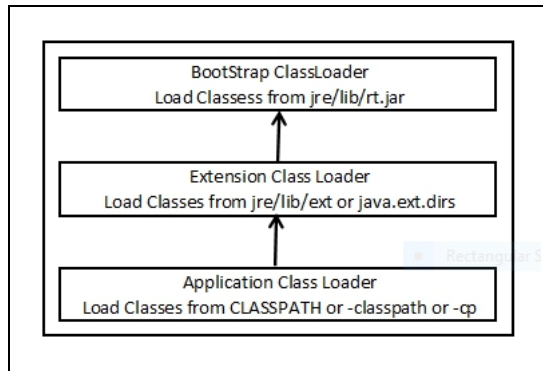 BootStrap ClassLoader
Load Classess from jre/lib/rt.jar
Extension Class Loader
Load Classes from jre/lib/ext or java.ext.dirs
Rectangular S
Application Class Loader
Load Classes from CLASSPATH or -classpath or -cp